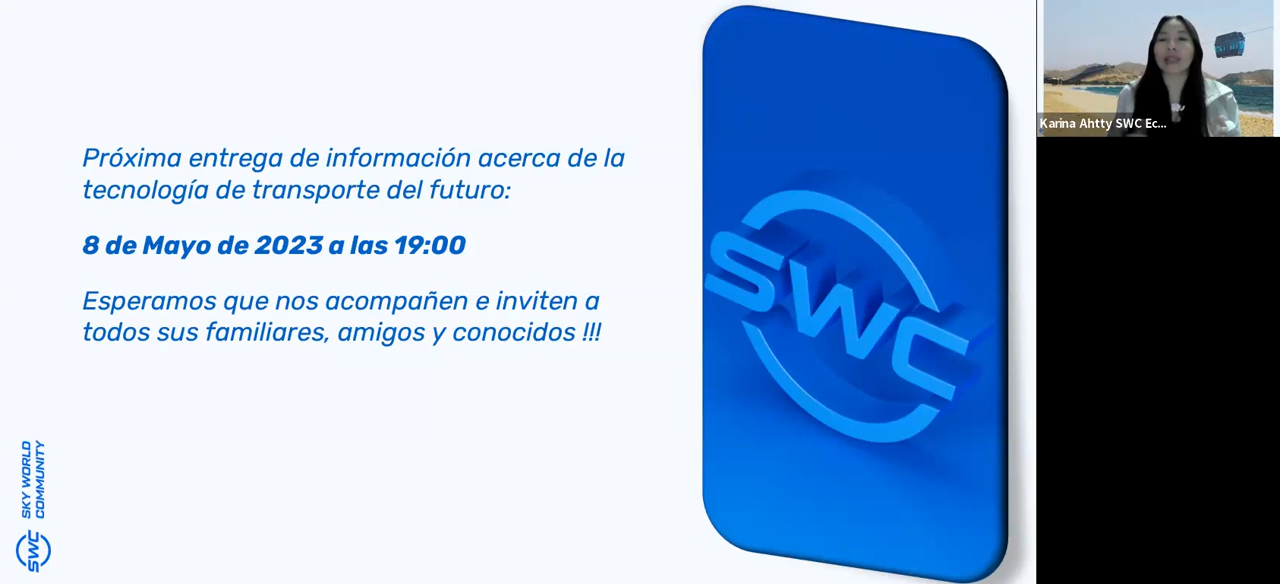 Próxima entrega de información acerca de la
tecnología de transporte del futuro:
8 de Mayo de 2023 a las 19:00
Esperamos que nos acompañen e inviten a
todos sus familiares, amigos y conocidos !!!
SWC
SKY WORLD
COMMUNITY
SWC
Karina Ahtty SWC Ec...